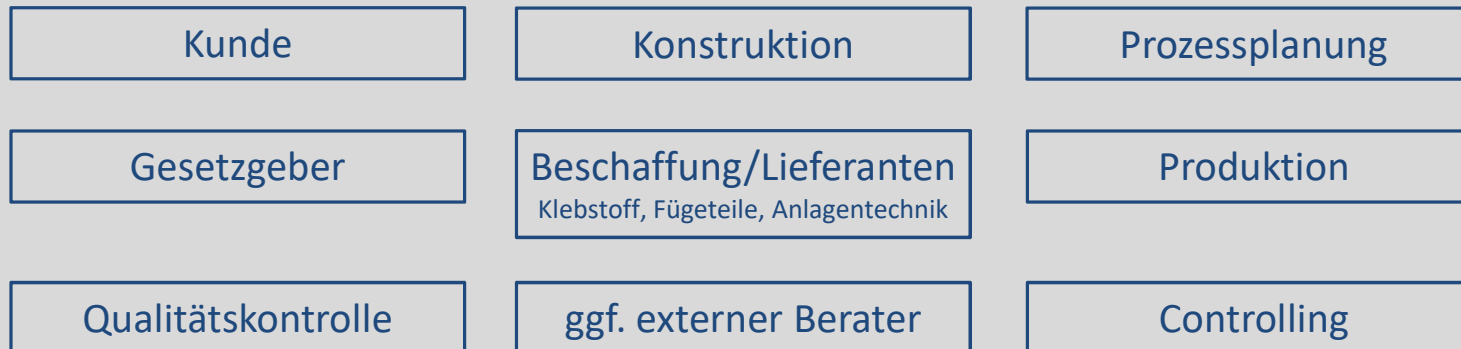 Kunde
Konstruktion
Prozessplanung
Gesetzgeber
Beschaffung/Lieferanten
Klebstoff, Fügeteile, Anlagentechnik
Produktion
Qualitätskontrolle
ggf. externer Berater
Controlling